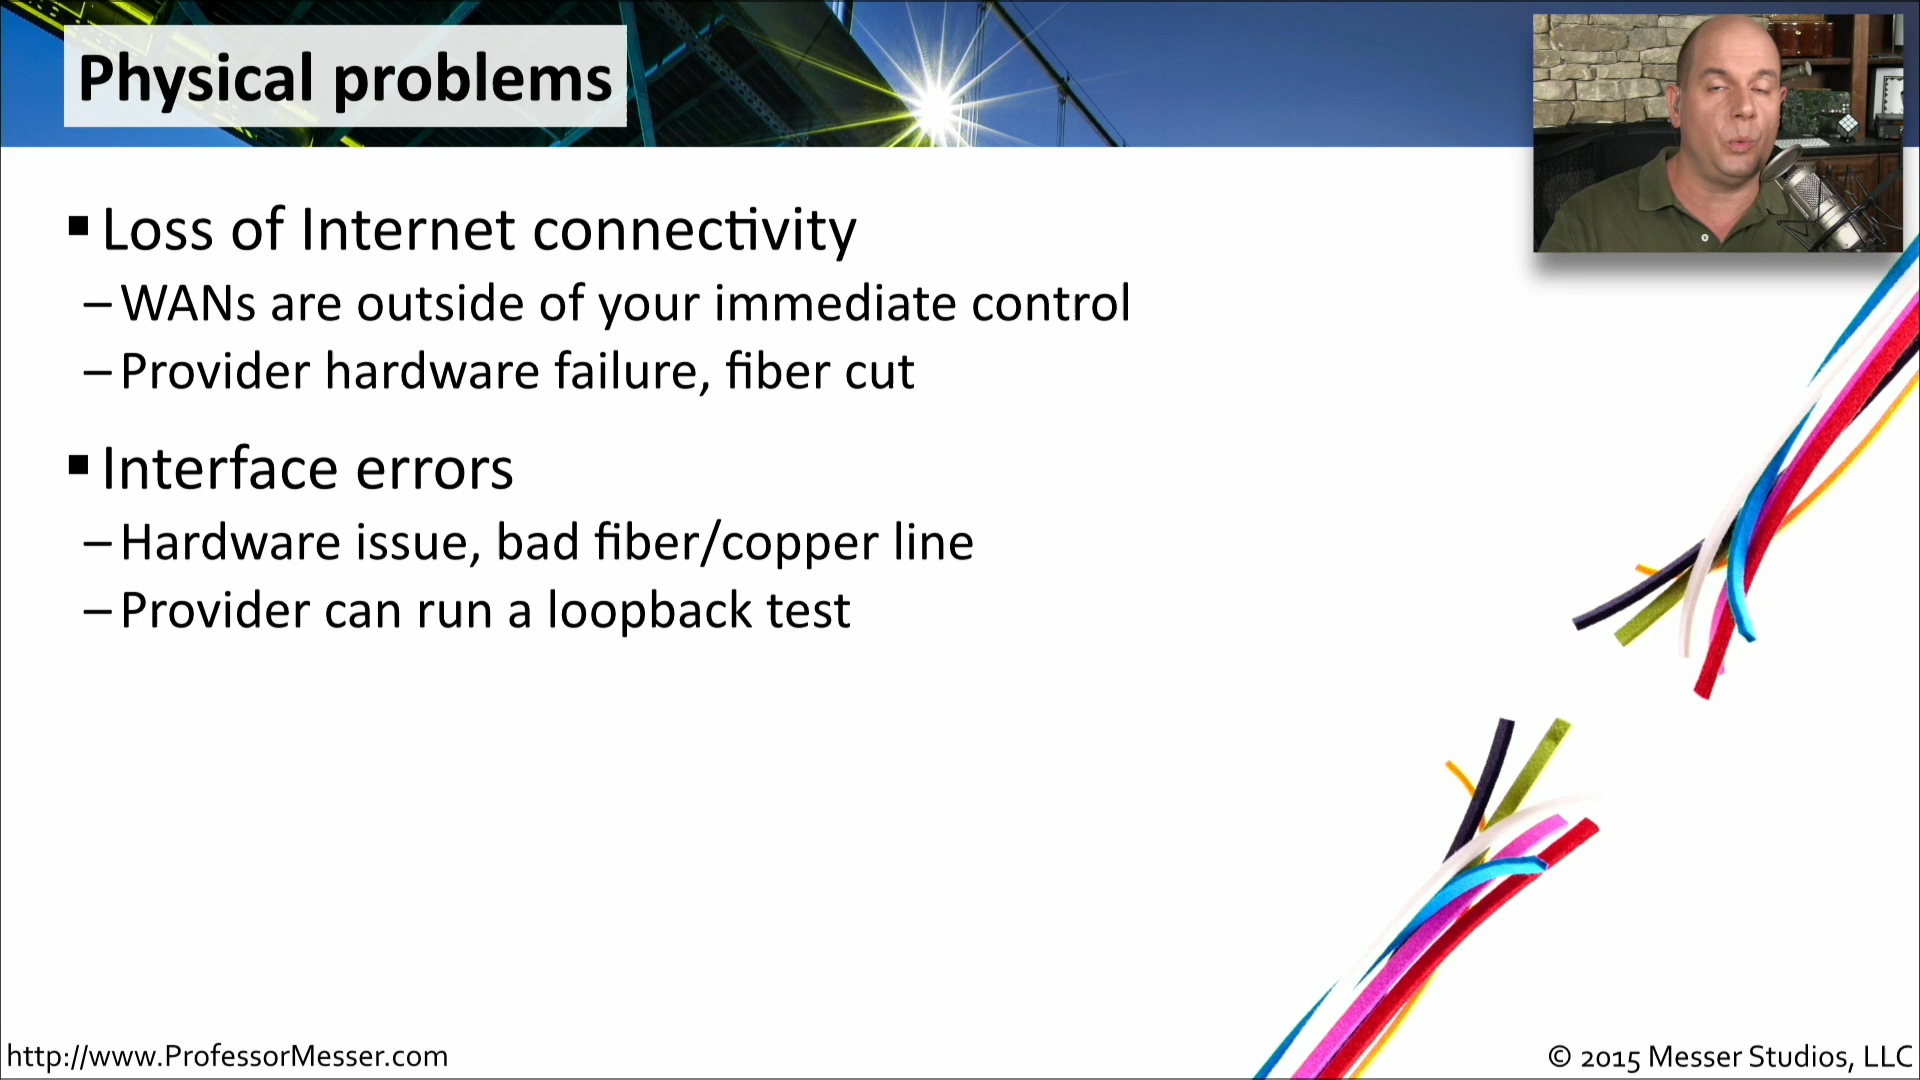 Physical problems
▪ Loss of Internet connectivity
– WANs are outside of your immediate control
– Provider hardware failure, fiber cut
▪ Interface errors
– Hardware issue, bad fiber/copper line
– Provider can run a loopback test
http://www.ProfessorMesser.com
© 2015 Messer Studios, LLC